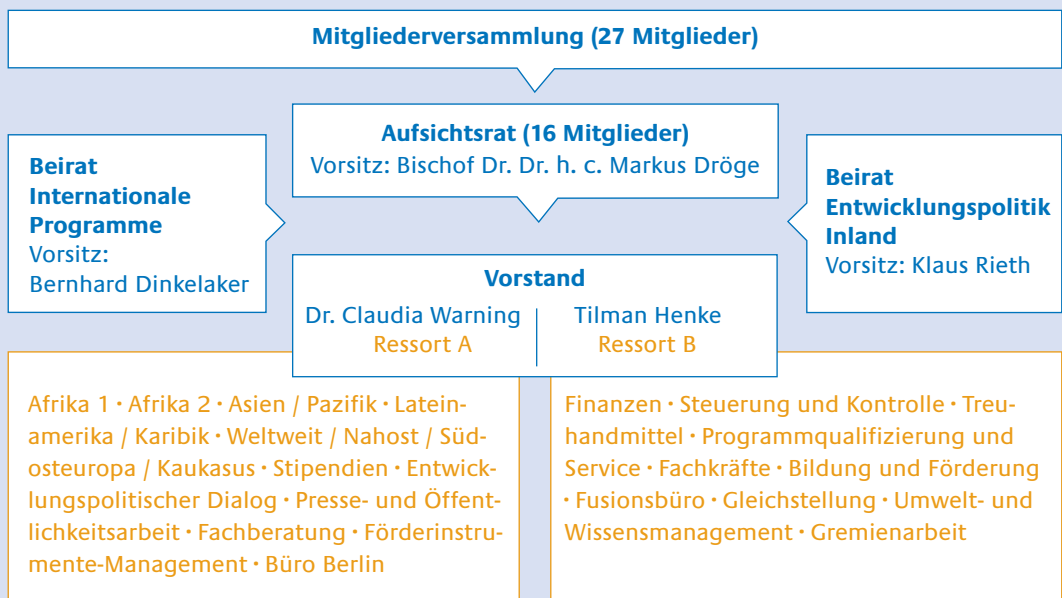 Mitgliederversammlung (27 Mitglieder)
Aufsichtsrat (16 Mitglieder)
Vorsitz: Bischof Dr. Dr. h. c. Markus Dröge
Beirat
Internationale
Programme
Vorsitz:
Bernhard Dinkelaker
Beirat
Entwicklungspolitik
Inland
Vorsitz: Klaus Rieth
Vorstand
Dr. Claudia Warning
Ressort A
Tilman Henke
Ressort B
Afrika 1 · Afrika 2 · Asien / Pazifik · Latein-
amerika / Karibik · Weltweit / Nahost / Süd-
osteuropa / Kaukasus · Stipendien · Entwick-
lungspolitischer Dialog · Presse- und Öffent-
lichkeitsarbeit · Fachberatung · Förderinstru-
mente-Management · Büro Berlin
Finanzen · Steuerung und Kontrolle · Treu-
handmittel · Programmqualifizierung und
Service · Fachkräfte · Bildung und Förderung
· Fusionsbüro · Gleichstellung · Umwelt- und
Wissensmanagement · Gremienarbeit